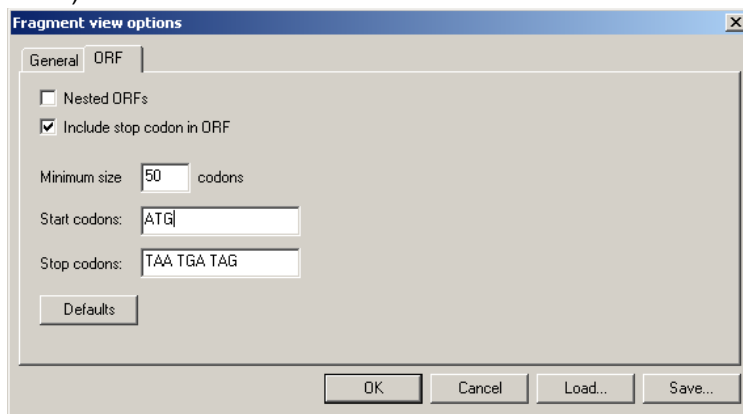 Fragment view options
General ORF
Nested ORFs
Include stop codon in ORF
Minimum size 50 codons
Start codons: ATG
Stop codons: TAA TGA TAG
Defaults
OK Cancel Load... Save...